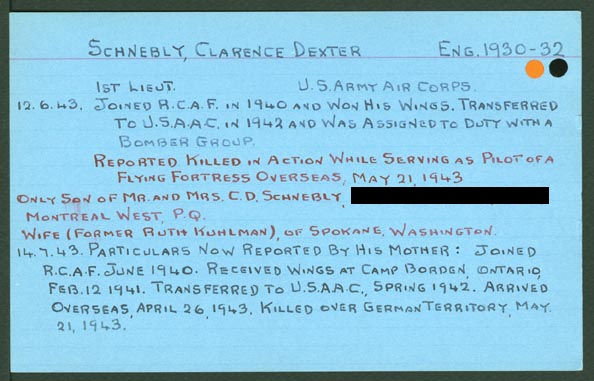 SCHNEBLY, CLARENCE DEXTER ENG. 1930-32
1ST LIEUT. U.S. ARMY AIR CORPS.
12.6.43. JOINED R.C.A.F. IN 1940 AND WON HIS WINGS. TRANSFERRED
TO U.S.A.A.C. IN 1942 AND WAS ASSIGNED TO DUTY WITH A
BOMBER GROUP.
REPORTED KILLED IN ACTION WHILE SERVING AS PILOT OF A
FLYING FORTRESS OVERSEAS, MAY 21, 1943
ONLY SON OF MR. AND MRS. C.D. SCHNEBLY,
MONTREAL WEST, P.Q.
WIFE (FORMER RUTH KUHLMAN), OF SPOKANE, WASHINGTON.
14.7.43. PARTICULARS NOW REPORTED BY HIS MOTHER: JOINED
R.C.A.F. JUNE 1940. RECEIVED WINGS AT CAMP BORDEN, ONTARIO,
FEB. 12 1941. TRANSFERRED TO U.S.A.A.C., SPRING 1942. ARRIVED
OVERSEAS, APRIL 26, 1943. KILLED OVER GERMAN TERRITORY, MAY.
21, 1943.